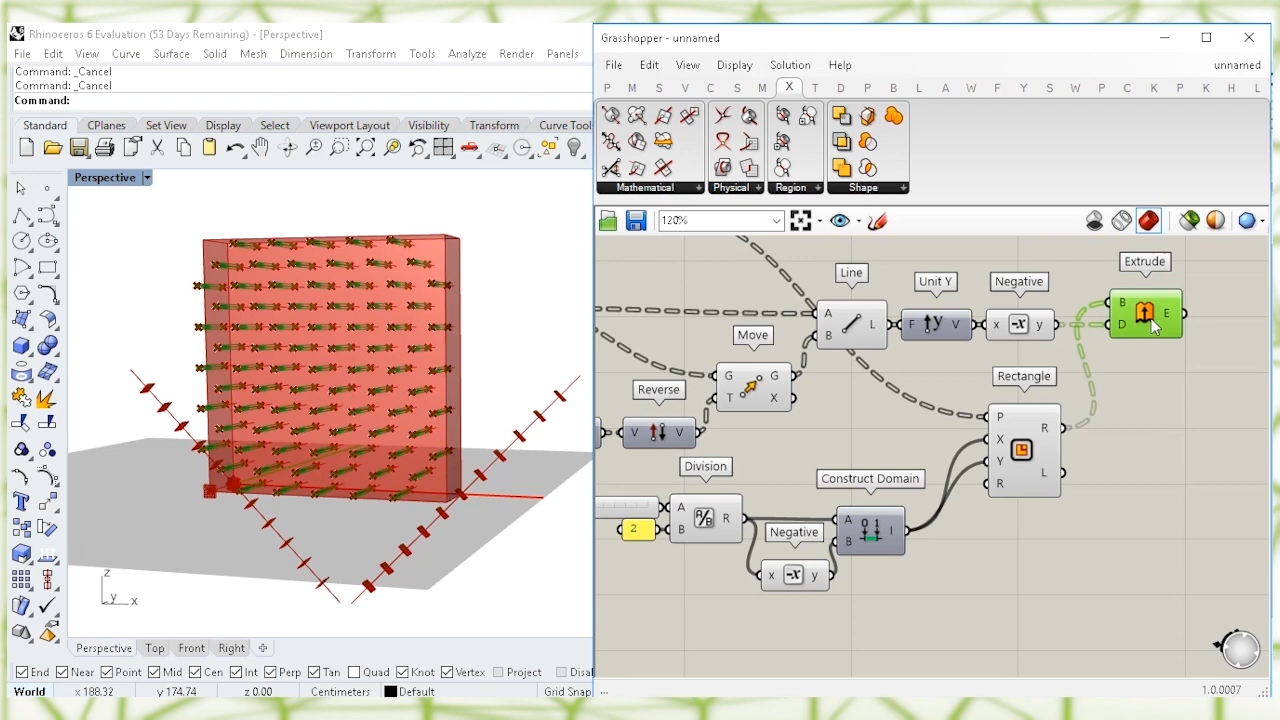 Rhinoceros 6 Evaluation (53 Days Remaining) - [Perspective]
File Edit View Curve Surface Solid Mesh Dimension Transform Tools Analyze Render Panels
Command: _Cancel
Command: _Cancel
Command:
Standard CPlanes Set View Display Select Viewport Layout Visibility Transform Curve Tool
Perspective
z
y x
Perspective Top Front Right
End Near Point Mid Cen Int Perp Tan Quad Knot Vertex Project Disal
World x 188.32 y 174.74 z 0.00 Centimeters Default Grid Snap
Grasshopper - unnamed
File Edit View Display Solution Help unnamed
P M S V C S M X T D P B L A W F Y S W P C K P K H L
Mathematical Physical Region Shape
120%
Extrude
B E
D
Line
A L
B
Unit Y
F y V
Negative
x -x y
Move
G G
T X
Reverse
V V
Rectangle
P
X R
Y
R L
Division
A A/B R
B
2
Construct Domain
A 0 1 I
B
Negative
x -x y
...
1.0.0007